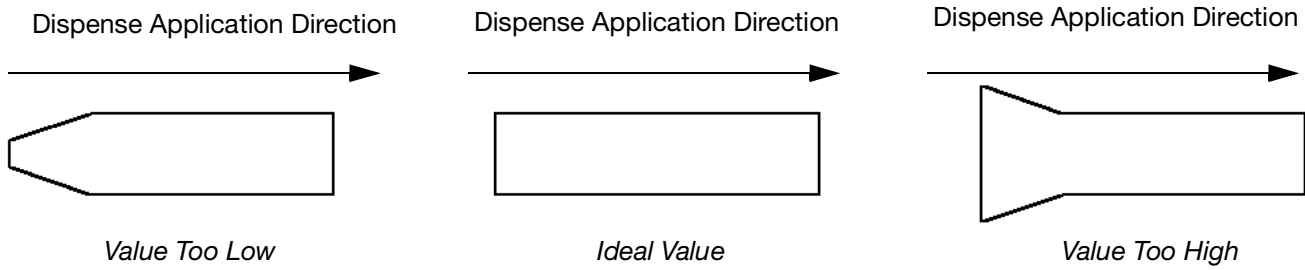 Dispense Application Direction
Dispense Application Direction
Dispense Application Direction
Value Too Low
Ideal Value
Value Too High